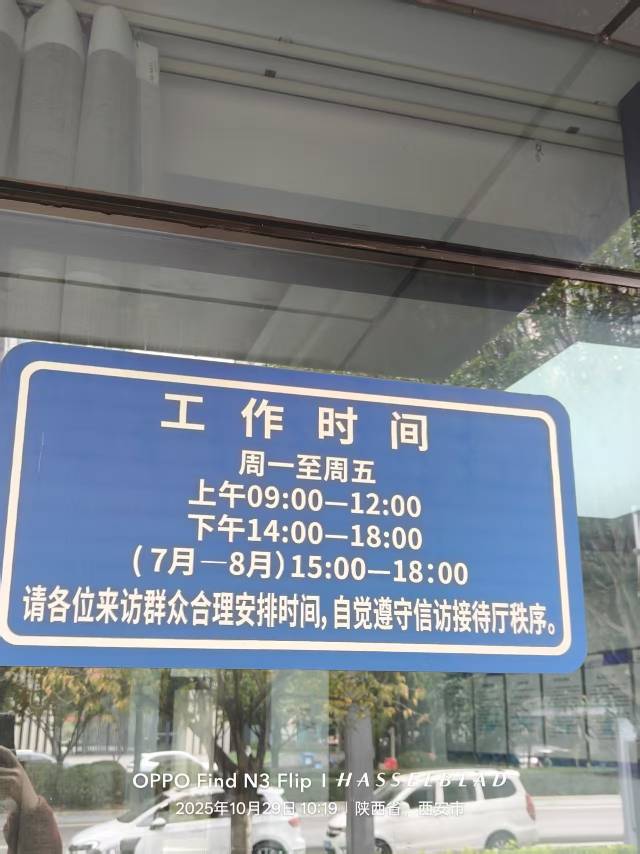 工作时间
周一至周五
上午09:00—12:00
下午14:00—18:00
(7月—8月)15:00—18:00
请各位来访群众合理安排时间,自觉遵守信访接待厅秩序。
OPPO Find N3 Flip | HASSELBLAD
2025年10月29日 10:19 | 陕西省，西安市